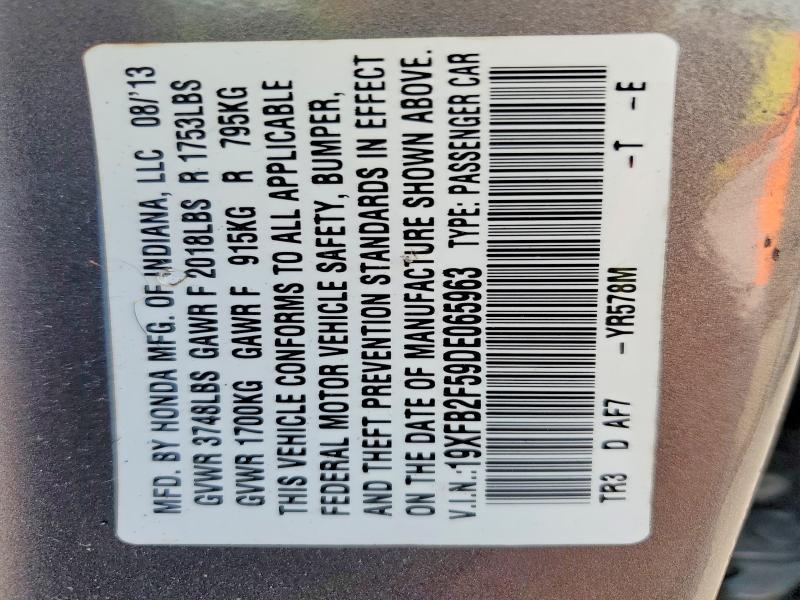 MFD. BY HONDA MFG. OF INDIANA, LLC 08/'13
GVWR 3748LBS GAWR F 2018LBS R 1753LBS
GVWR 1700KG GAWR F 915KG R 795KG
THIS VEHICLE CONFORMS TO ALL APPLICABLE
FEDERAL MOTOR VEHICLE SAFETY, BUMPER,
AND THEFT PREVENTION STANDARDS IN EFFECT
ON THE DATE OF MANUFACTURE SHOWN ABOVE.
V.I.N.:19XFB2F59DE065963 TYPE: PASSENGER CAR
TR3 D AF7 -YR578M -T -E